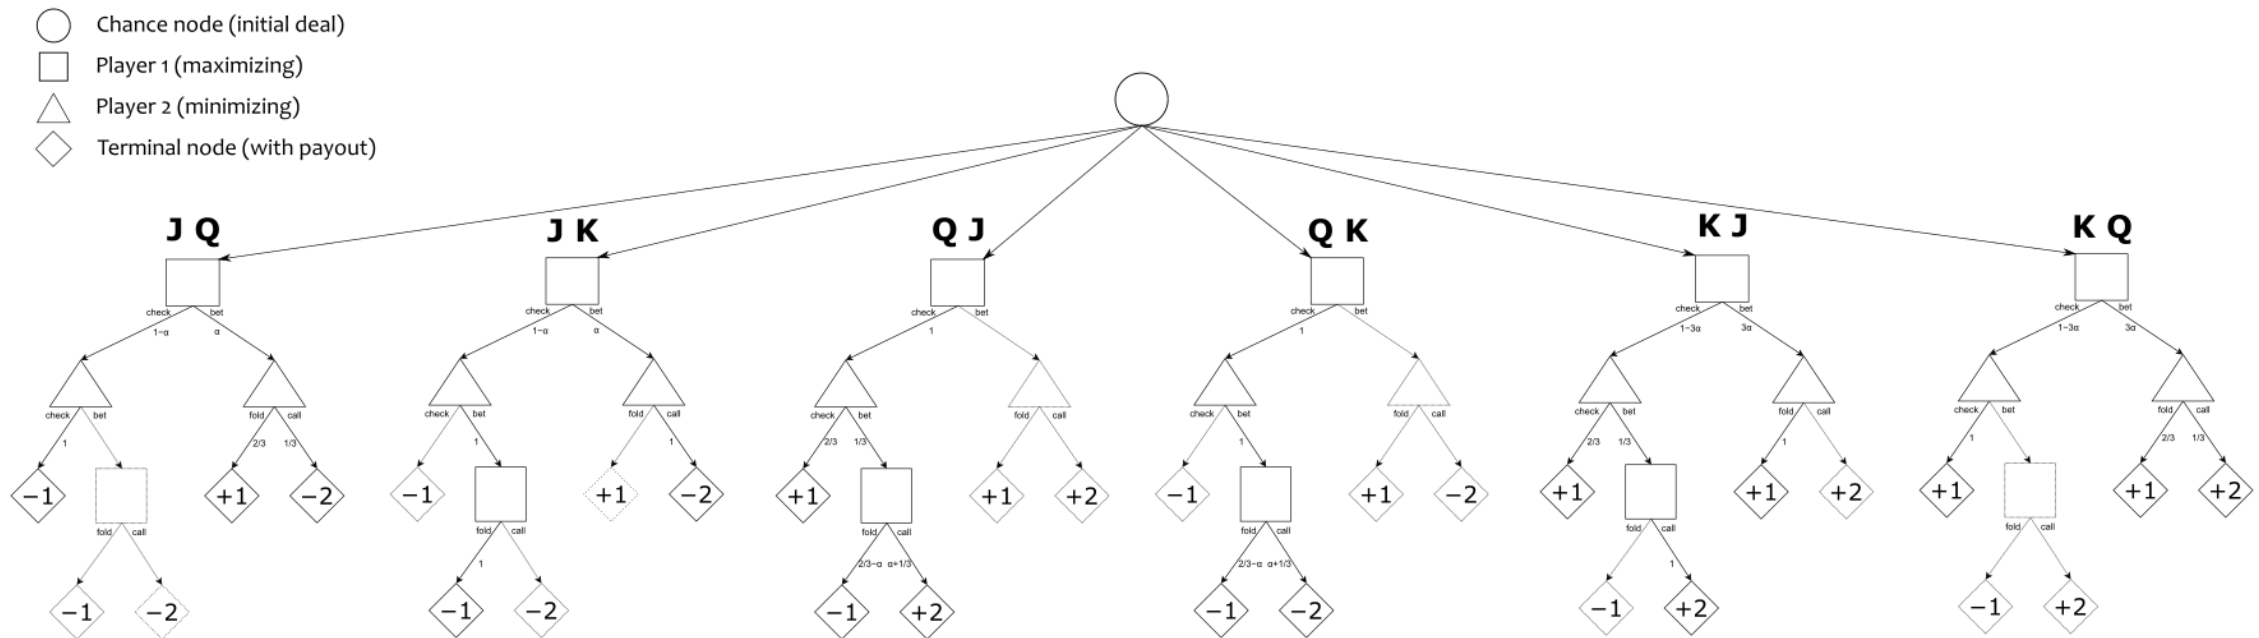 Chance node (initial deal)
Player 1 (maximizing)
Player 2 (minimizing)
Terminal node (with payout)
J Q J K Q J Q K K J K Q
check bet check bet check bet check bet check bet check bet
1−α α 1−α α 1 1 1−3α 3α 1−3α 3α
check bet fold call check bet fold call check bet fold call check bet fold call check bet fold call check bet fold call
1 2/3 1/3 1 1 2/3 1/3 1 2/3 1/3 1 1 2/3 1/3
−1 +1 −2 −1 +1 −2 +1 +1 +2 −1 +1 −2 +1 +1 +2 +1 +1 +2
fold call fold call fold call fold call fold call fold call
1 2/3−α α+1/3 2/3−α α+1/3 1
−1 −2 −1 −2 −1 +2 −1 −2 −1 +2 −1 +2